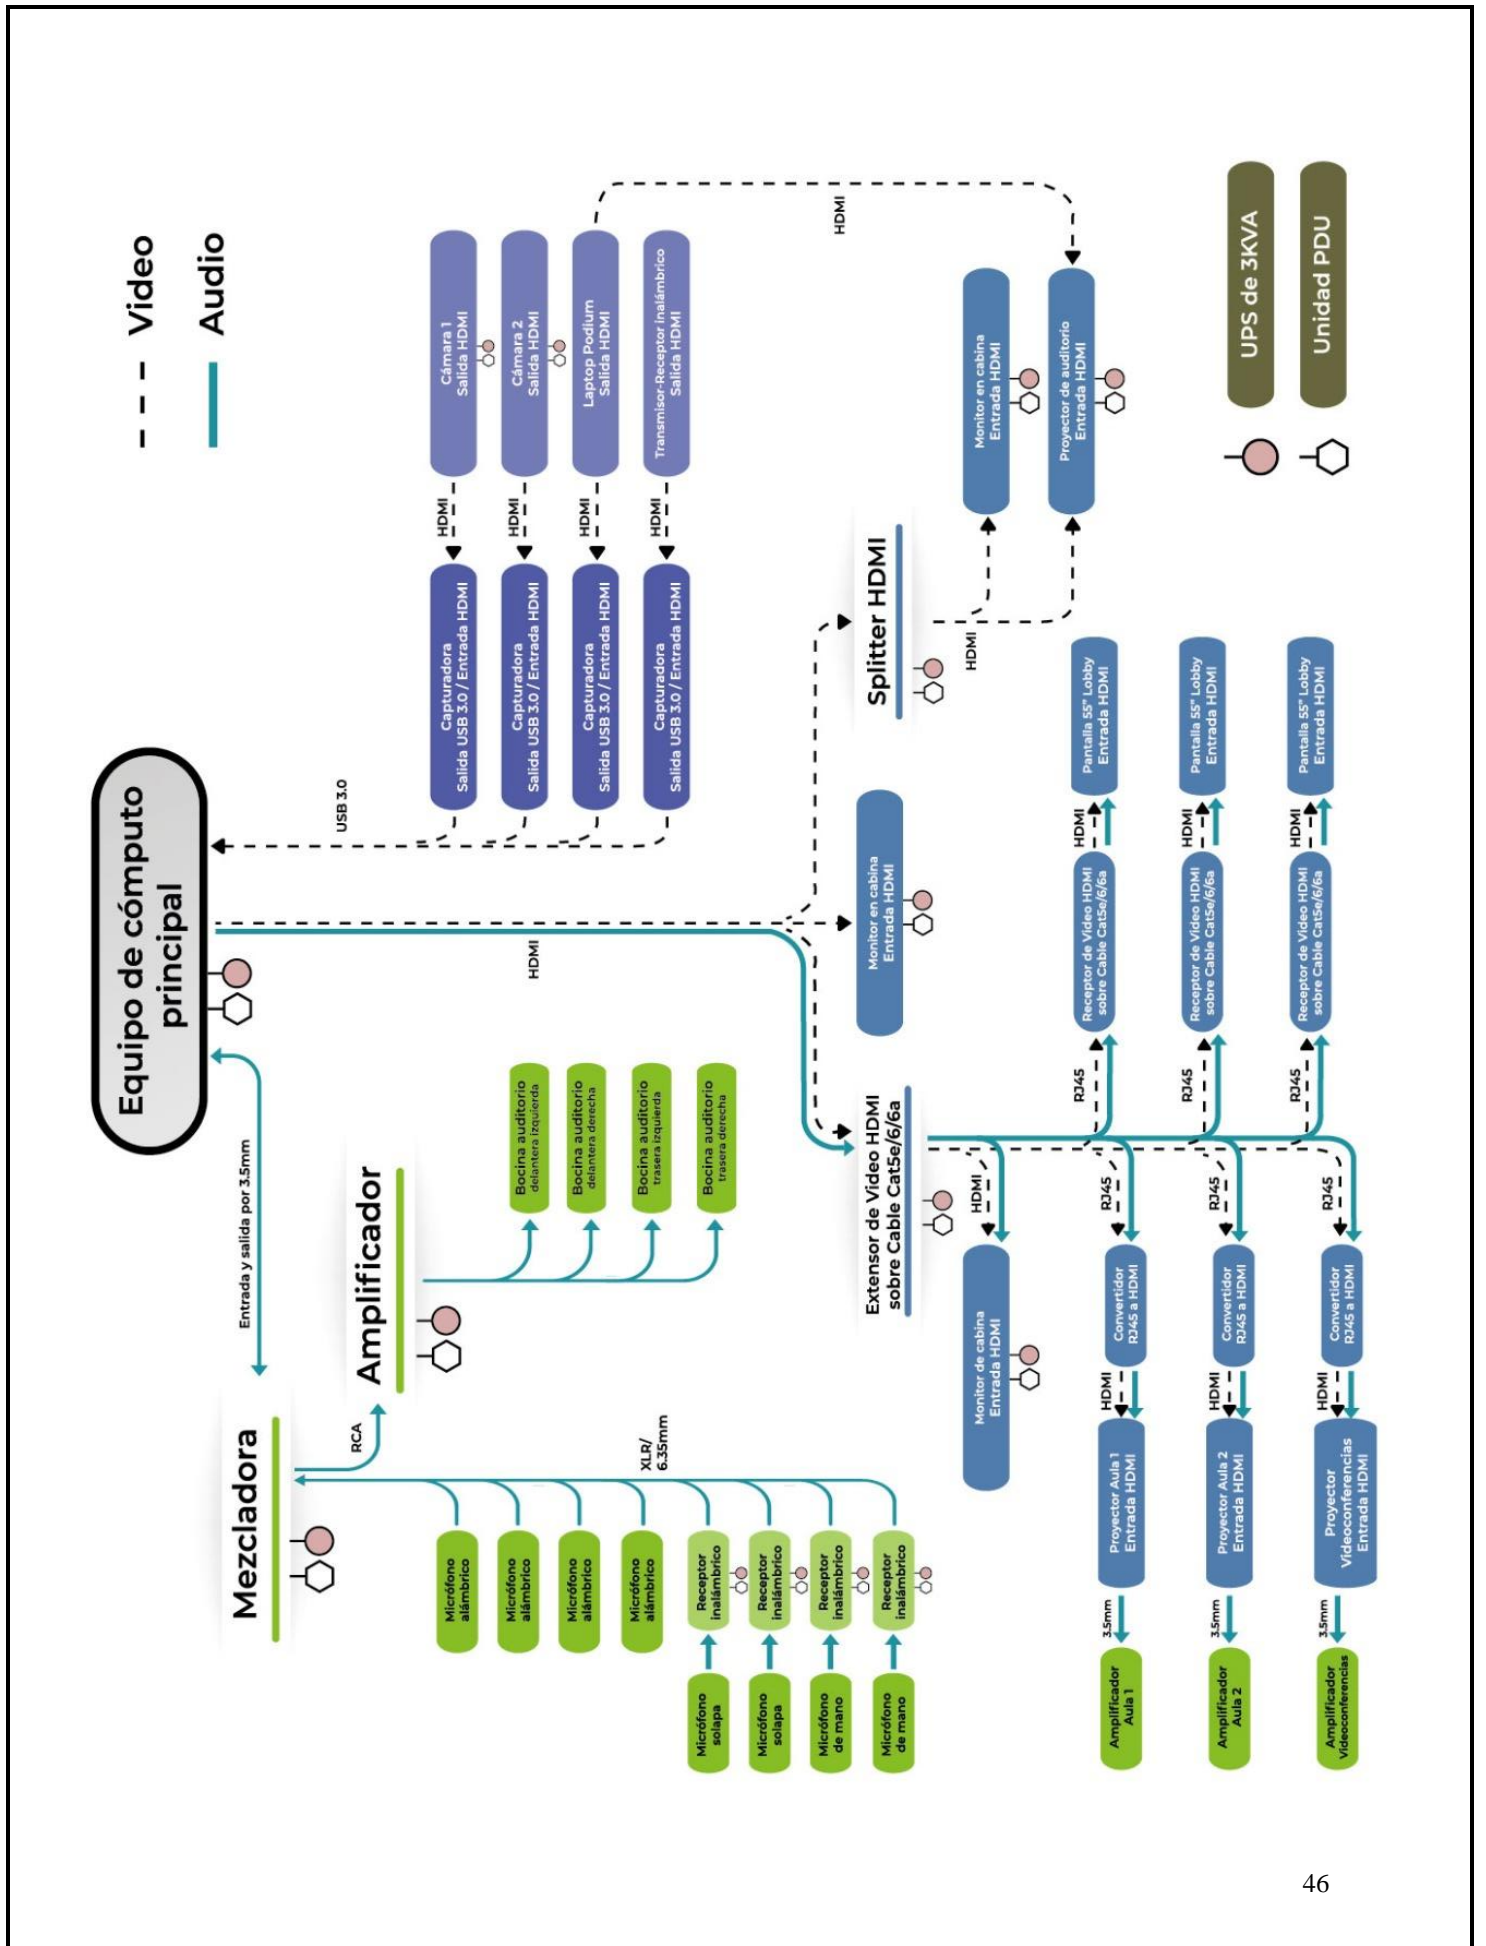 Equipo de cómputo
principal
Video
Audio
Entrada y salida por 3.5mm
USB 3.0
HDMI
Mezcladora
RCA
Amplificador
Bocina auditorio
delantera izquierda
Bocina auditorio
delantera derecha
Bocina auditorio
trasera izquierda
Bocina auditorio
trasera derecha
XLR/
6.35mm
Micrófono
alámbrico
Micrófono
alámbrico
Micrófono
alámbrico
Micrófono
alámbrico
Receptor
inalámbrico
Receptor
inalámbrico
Receptor
inalámbrico
Receptor
inalámbrico
Micrófono
solapa
Micrófono
solapa
Micrófono
de mano
Micrófono
de mano
Capturadora
Salida USB 3.0 / Entrada HDMI
HDMI
Cámara 1
Salida HDMI
Capturadora
Salida USB 3.0 / Entrada HDMI
HDMI
Cámara 2
Salida HDMI
Capturadora
Salida USB 3.0 / Entrada HDMI
HDMI
Laptop Podium
Salida HDMI
Capturadora
Salida USB 3.0 / Entrada HDMI
HDMI
Transmisor-Receptor inalámbrico
Salida HDMI
HDMI
Extensor de Video HDMI
sobre Cable Cat5e/6/6a
Monitor en cabina
Entrada HDMI
Splitter HDMI
HDMI
Monitor en cabina
Entrada HDMI
Proyector de auditorio
Entrada HDMI
Monitor de cabina
Entrada HDMI
HDMI
Amplificador
Aula 1
3.5mm
Proyector Aula 1
Entrada HDMI
HDMI
Convertidor
RJ45 a HDMI
RJ45
RJ45
Receptor de Video HDMI
sobre Cable Cat5e/6/6a
HDMI
Pantalla 55" Lobby
Entrada HDMI
Amplificador
Aula 2
3.5mm
Proyector Aula 2
Entrada HDMI
HDMI
Convertidor
RJ45 a HDMI
RJ45
RJ45
Receptor de Video HDMI
sobre Cable Cat5e/6/6a
HDMI
Pantalla 55" Lobby
Entrada HDMI
Amplificador
Videoconferencias
3.5mm
Proyector
Videoconferencias
Entrada HDMI
HDMI
Convertidor
RJ45 a HDMI
RJ45
RJ45
Receptor de Video HDMI
sobre Cable Cat5e/6/6a
HDMI
Pantalla 55" Lobby
Entrada HDMI
UPS de 3KVA
Unidad PDU
46